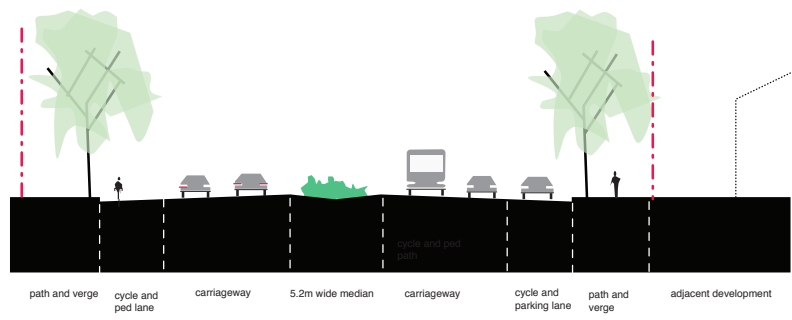 cycle and ped
path
path and verge
cycle and
ped lane
carriageway
5.2m wide median
carriageway
cycle and
parking lane
path and
verge
adjacent development